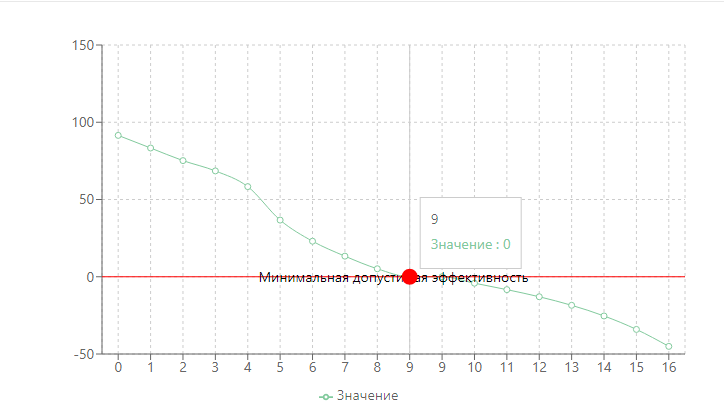 150
100
50
0
-50
9
Значение : 0
Минимальная допустимая эффективность
0 1 2 3 4 5 6 7 8 9 9 10 11 12 13 14 15 16
Значение